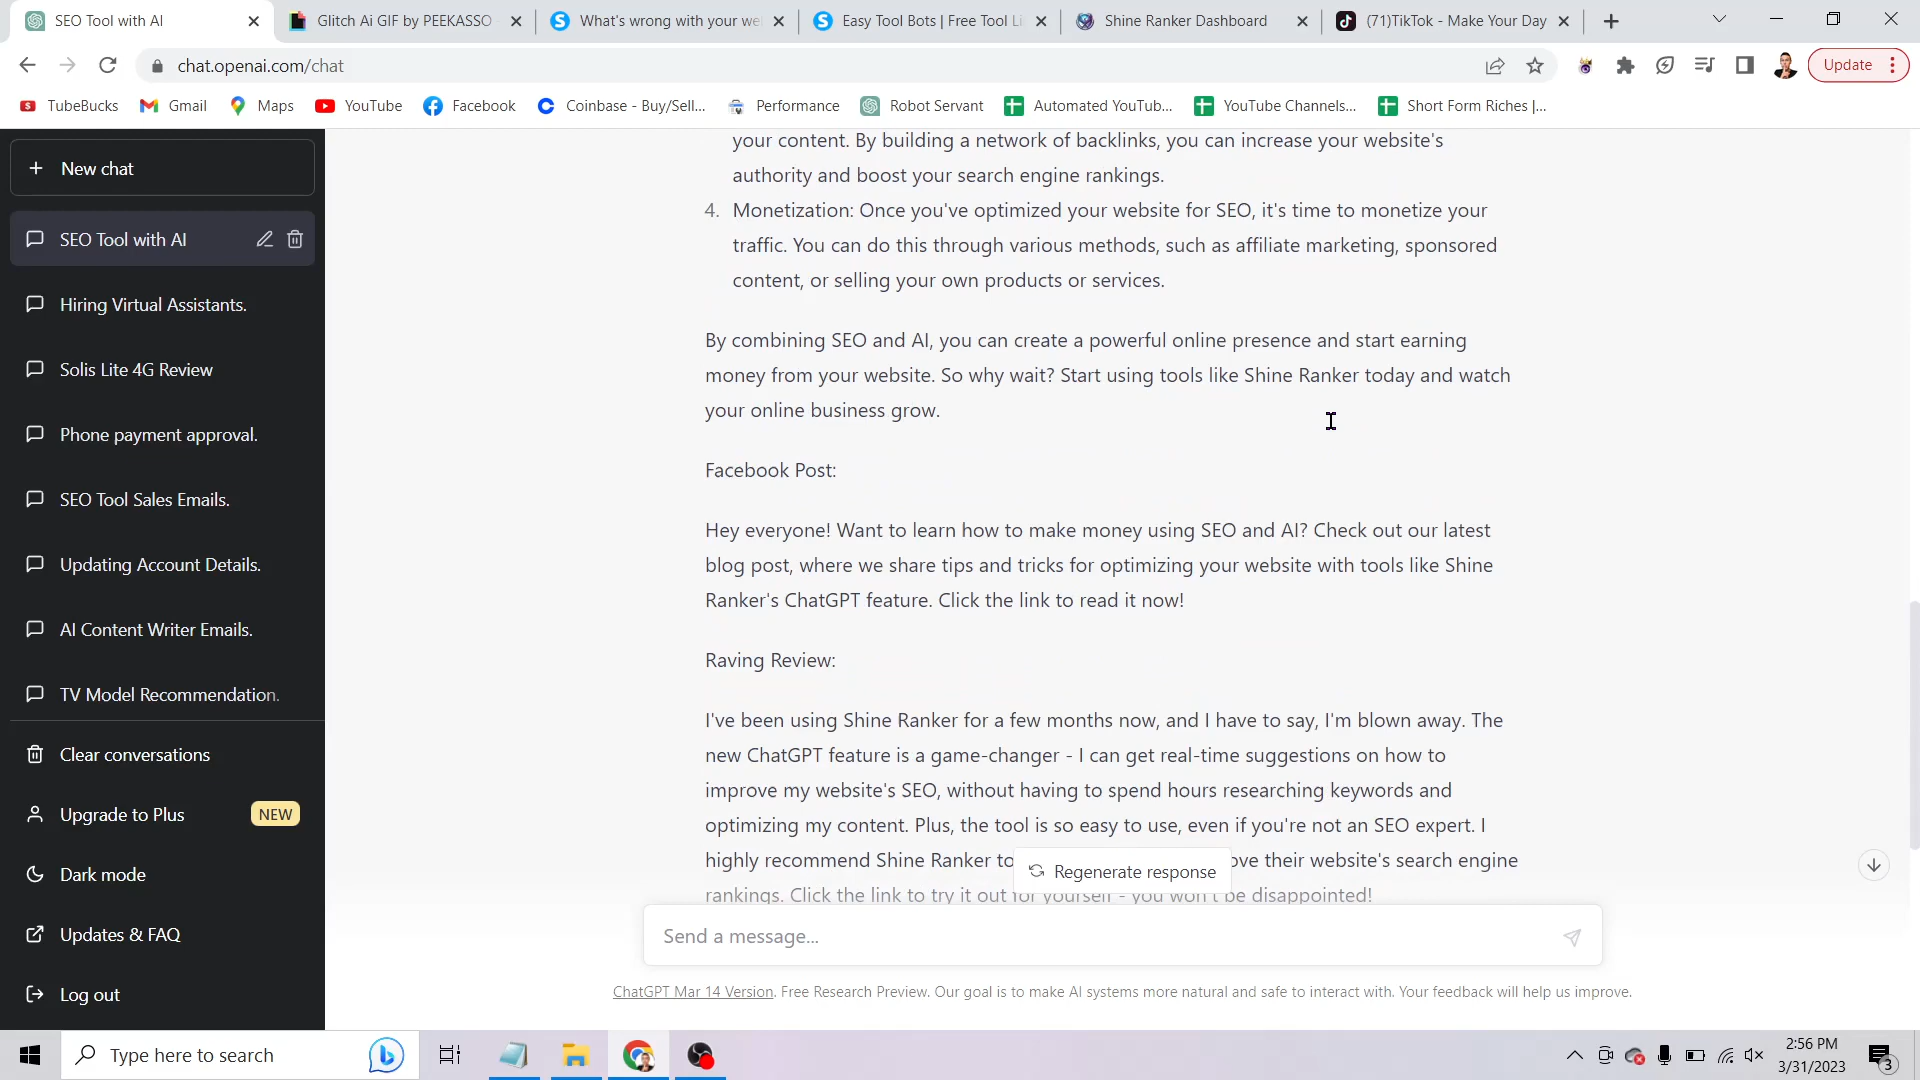 SEO Tool with AI
Glitch Ai GIF by PEEKASSO
What's wrong with your we
Easy Tool Bots | Free Tool Li
Shine Ranker Dashboard
(71)TikTok - Make Your Day
chat.openai.com/chat
Update
TubeBucks
Gmail
Maps
YouTube
Facebook
Coinbase - Buy/Sell...
Performance
Robot Servant
Automated YouTub...
YouTube Channels...
Short Form Riches |...
New chat
SEO Tool with AI
Hiring Virtual Assistants.
Solis Lite 4G Review
Phone payment approval.
SEO Tool Sales Emails.
Updating Account Details.
AI Content Writer Emails.
TV Model Recommendation.
Clear conversations
Upgrade to Plus
NEW
Dark mode
Updates & FAQ
Log out
your content. By building a network of backlinks, you can increase your website's
authority and boost your search engine rankings.
4. Monetization: Once you've optimized your website for SEO, it's time to monetize your
traffic. You can do this through various methods, such as affiliate marketing, sponsored
content, or selling your own products or services.
By combining SEO and AI, you can create a powerful online presence and start earning
money from your website. So why wait? Start using tools like Shine Ranker today and watch
your online business grow.
Facebook Post:
Hey everyone! Want to learn how to make money using SEO and AI? Check out our latest
blog post, where we share tips and tricks for optimizing your website with tools like Shine
Ranker's ChatGPT feature. Click the link to read it now!
Raving Review:
I've been using Shine Ranker for a few months now, and I have to say, I'm blown away. The
new ChatGPT feature is a game-changer - I can get real-time suggestions on how to
improve my website's SEO, without having to spend hours researching keywords and
optimizing my content. Plus, the tool is so easy to use, even if you're not an SEO expert. I
highly recommend Shine Ranker to
ove their website's search engine
Regenerate response
rankings. Click the link to try it out for yourself - you won't be disappointed!
Send a message...
ChatGPT Mar 14 Version. Free Research Preview. Our goal is to make AI systems more natural and safe to interact with. Your feedback will help us improve.
Type here to search
2:56 PM
3/31/2023
3